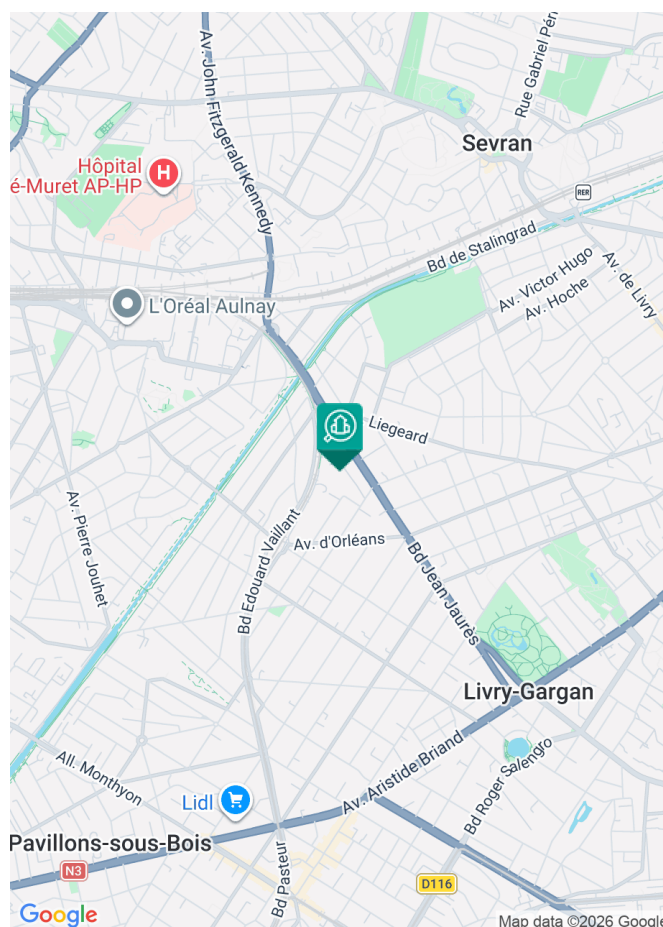 Av. John Fitzgerald Kennedy
Rue Gabriel Péri
Sevran
Hôpital
é-Muret AP-HP
H
RER
Bd de Stalingrad
Av. Victor Hugo
Av. Hoche
Av. de Livry
L'Oréal Aulnay
Liegeard
Av. Pierre Jouhet
Bd Edouard Vaillant
Av. d'Orléans
Bd Jean Jaurès
Livry-Gargan
All. Monthyon
Lidl
Av. Aristide Briand
Bd Roger Salengro
Pavillons-sous-Bois
N3
Bd Pasteur
D116
Google
Map data ©2026 Google